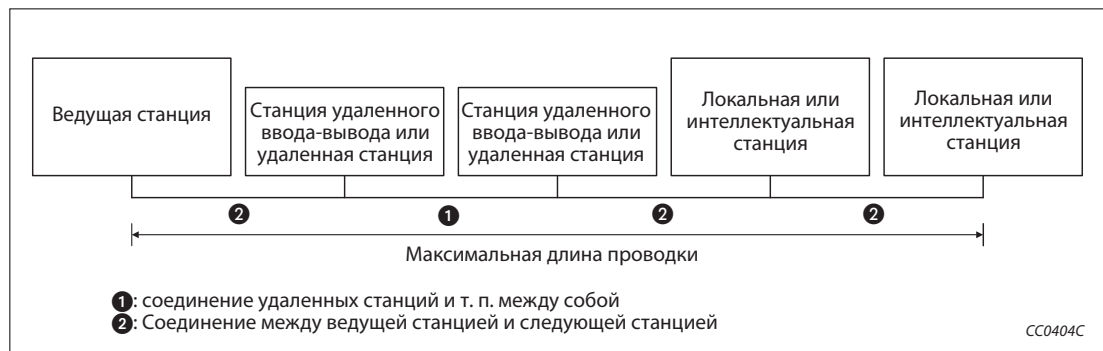 Ведущая станция
Станция удаленного
ввода-вывода или
удаленная станция
Станция удаленного
ввода-вывода или
удаленная станция
Локальная или
интеллектуальная
станция
Локальная или
интеллектуальная
станция
❷ ❶ ❷ ❷
Максимальная длина проводки
❶: соединение удаленных станций и т. п. между собой
❷: Соединение между ведущей станцией и следующей станцией
CC0404C